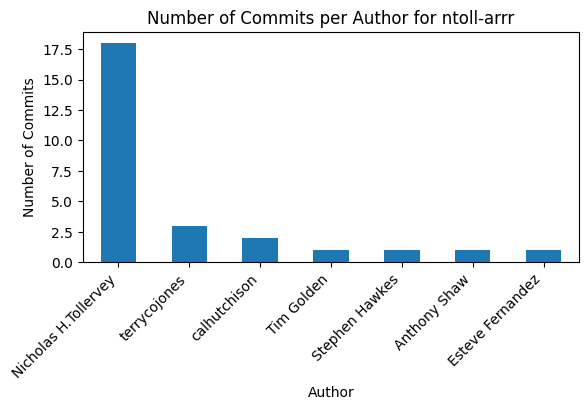 Number of Commits per Author for ntoll-arrr
Number of Commits
17.5
15.0
12.5
10.0
7.5
5.0
2.5
0.0
Nicholas H.Tollervey
terrycojones
calhutchison
Tim Golden
Stephen Hawkes
Anthony Shaw
Esteve Fernandez
Author